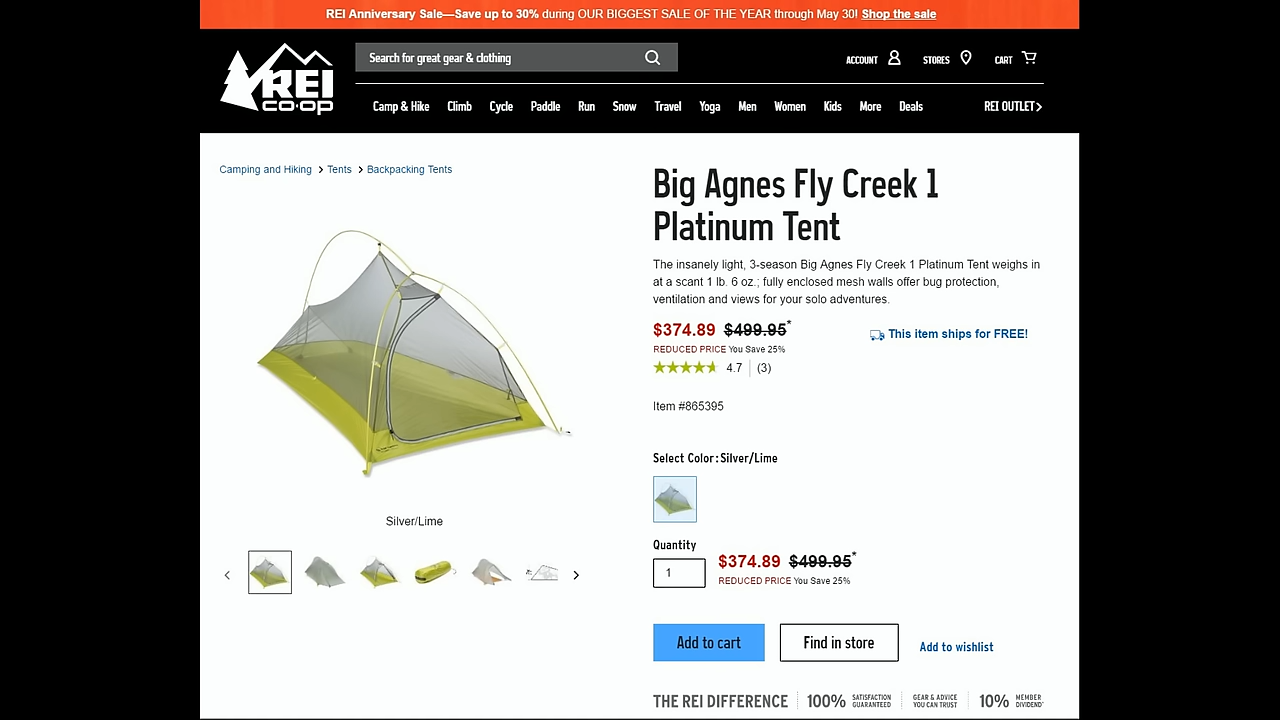 REI Anniversary Sale—Save up to 30% during OUR BIGGEST SALE OF THE YEAR through May 30! Shop the sale
REI
CO·OP
Search for great gear & clothing
ACCOUNT
STORES
CART
Camp & Hike Climb Cycle Paddle Run Snow Travel Yoga Men Women Kids More Deals
REI OUTLET
Camping and Hiking Tents Backpacking Tents
Big Agnes Fly Creek 1
Platinum Tent
The insanely light, 3-season Big Agnes Fly Creek 1 Platinum Tent weighs in
at a scant 1 lb. 6 oz.; fully enclosed mesh walls offer bug protection,
ventilation and views for your solo adventures.
$374.89 $499.95*
This item ships for FREE!
REDUCED PRICE You Save 25%
4.7 (3)
Item #865395
Select Color: Silver/Lime
Silver/Lime
Quantity
1
$374.89 $499.95*
REDUCED PRICE You Save 25%
Add to cart
Find in store
Add to wishlist
THE REI DIFFERENCE
100% SATISFACTION
GUARANTEED
GEAR & ADVICE
YOU CAN TRUST
10% MEMBER
DIVIDEND*